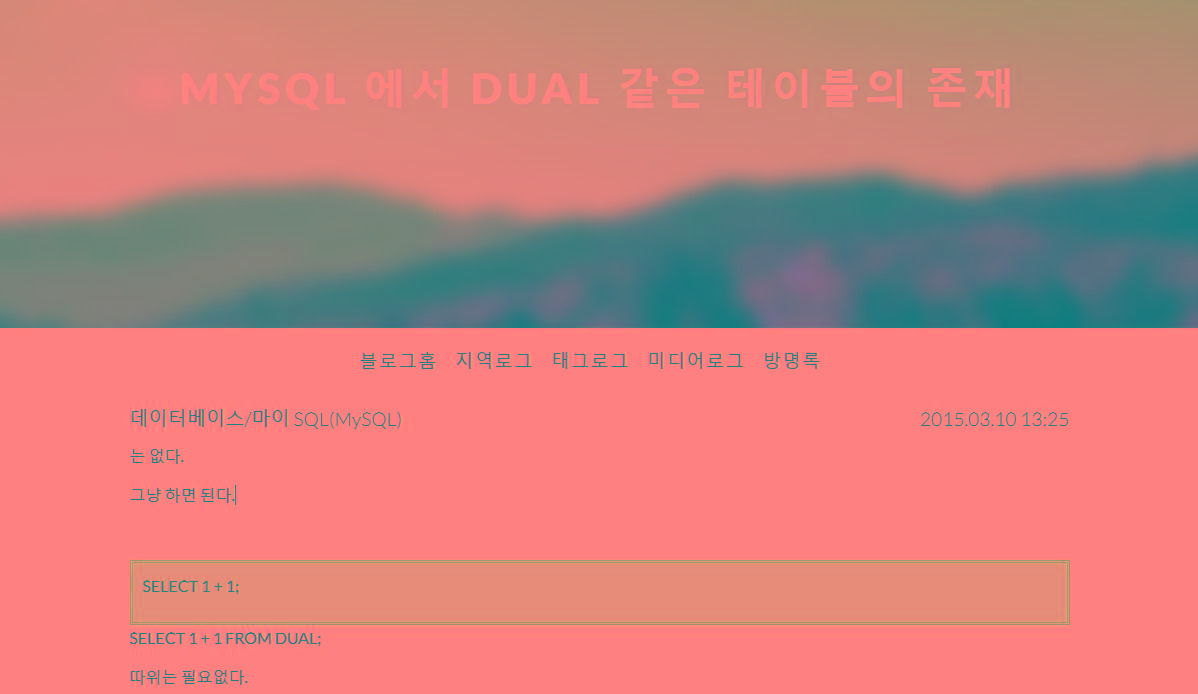 MYSQL 에서 DUAL 같은 테이블의 존재
블로그홈 지역로그 태그로그 미디어로그 방명록
데이터베이스/마이 SQL(MySQL) 2015.03.10 13:25
는 없다.
그냥 하면 된다.
SELECT 1 + 1;
SELECT 1 + 1 FROM DUAL;
따위는 필요없다.